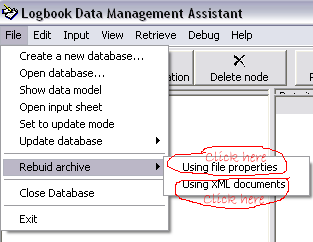 Logbook Data Management Assistant
File Edit Input View Retrieve Debug Help
Create a new database...
Open database...
Show data model
Open input sheet
Set to update mode
Update database
Rebuid archive
Close Database
Exit
Delete node
Click here
Using file properties
Using XML documents
Click here